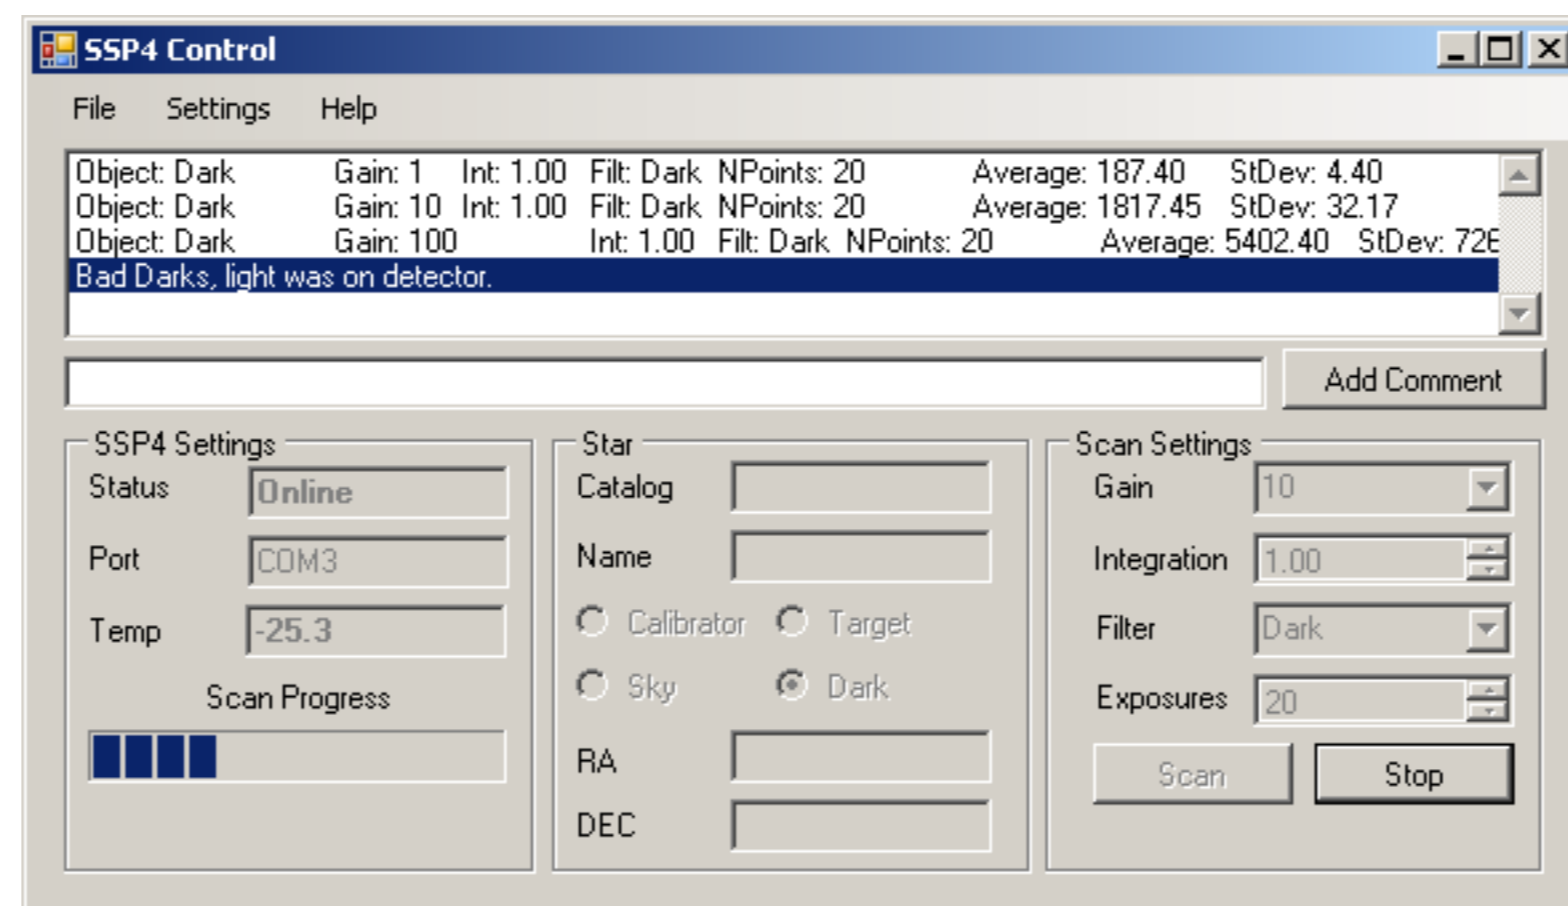 SSP4 Control
File Settings Help
Object: Dark Gain: 1 Int: 1.00 Filt: Dark NPoints: 20 Average: 187.40 StDev: 4.40
Object: Dark Gain: 10 Int: 1.00 Filt: Dark NPoints: 20 Average: 1817.45 StDev: 32.17
Object: Dark Gain: 100 Int: 1.00 Filt: Dark NPoints: 20 Average: 5402.40 StDev:
Bad Darks, light was on detector.
Add Comment
SSP4 Settings
Status Online
Port COM3
Temp -25.3
Scan Progress
Star
Catalog
Name
Calibrator Target
Sky Dark
RA
DEC
Scan Settings
Gain 10
Integration 1.00
Filter Dark
Exposures 20
Scan Stop